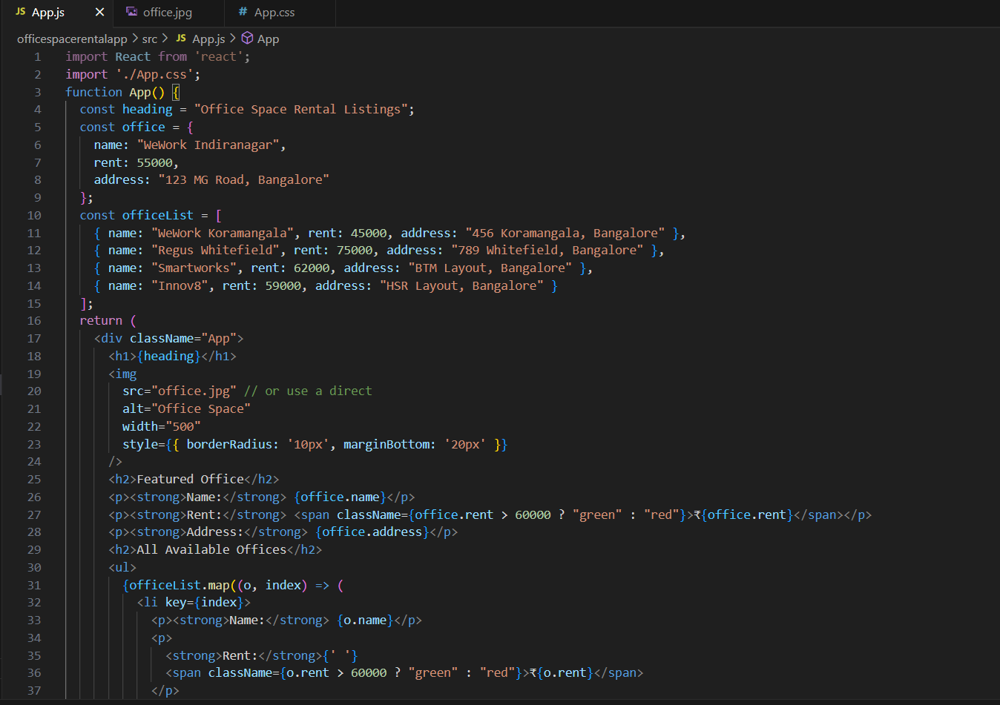 JS App.js × office.jpg # App.css
officespacerentalapp > src > JS App.js > App
1 import React from 'react';
2 import './App.css';
3 function App() {
4 const heading = "Office Space Rental Listings";
5 const office = {
6 name: "WeWork Indiranagar",
7 rent: 55000,
8 address: "123 MG Road, Bangalore"
9 };
10 const officeList = [
11 { name: "WeWork Koramangala", rent: 45000, address: "456 Koramangala, Bangalore" },
12 { name: "Regus Whitefield", rent: 75000, address: "789 Whitefield, Bangalore" },
13 { name: "Smartworks", rent: 62000, address: "BTM Layout, Bangalore" },
14 { name: "Innov8", rent: 59000, address: "HSR Layout, Bangalore" }
15 ];
16 return (
17 <div className="App">
18 <h1>{heading}</h1>
19 <img
20 src="office.jpg" // or use a direct
21 alt="Office Space"
22 width="500"
23 style={{ borderRadius: '10px', marginBottom: '20px' }}
24 />
25 <h2>Featured Office</h2>
26 <p><strong>Name:</strong> {office.name}</p>
27 <p><strong>Rent:</strong> <span className={office.rent > 60000 ? "green" : "red"}>₹{office.rent}</span></p>
28 <p><strong>Address:</strong> {office.address}</p>
29 <h2>All Available Offices</h2>
30 <ul>
31 {officeList.map((o, index) => (
32 <li key={index}>
33 <p><strong>Name:</strong> {o.name}</p>
34 <p>
35 <strong>Rent:</strong>{' '}
36 <span className={o.rent > 60000 ? "green" : "red"}>₹{o.rent}</span>
37 </p>